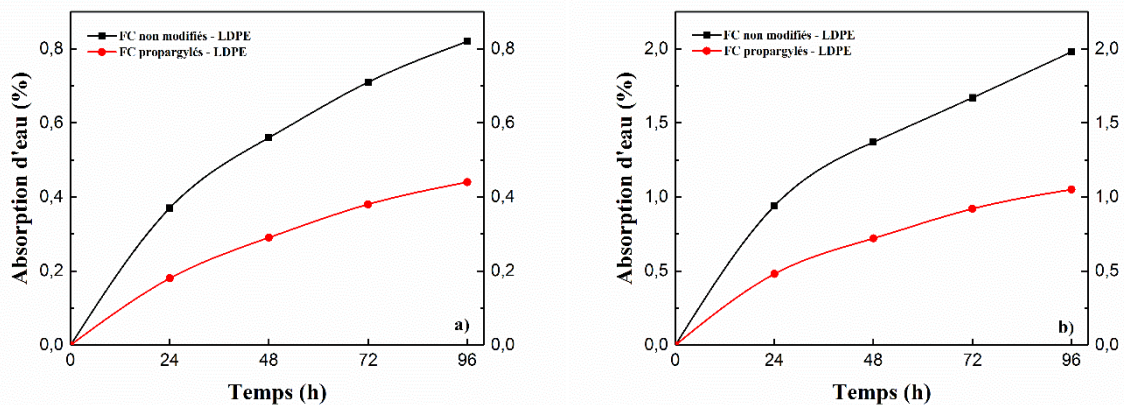 FC non modifiés - LDPE
FC propargylés - LDPE
Absorption d'eau (%)
0,8
0,6
0,4
0,2
0,0
0,8
0,6
0,4
0,2
0,0
a)
0 24 48 72 96
Temps (h)
FC non modifiés - LDPE
FC propargylés - LDPE
Absorption d'eau (%)
2,0
1,5
1,0
0,5
0,0
2,0
1,5
1,0
0,5
0,0
b)
0 24 48 72 96
Temps (h)